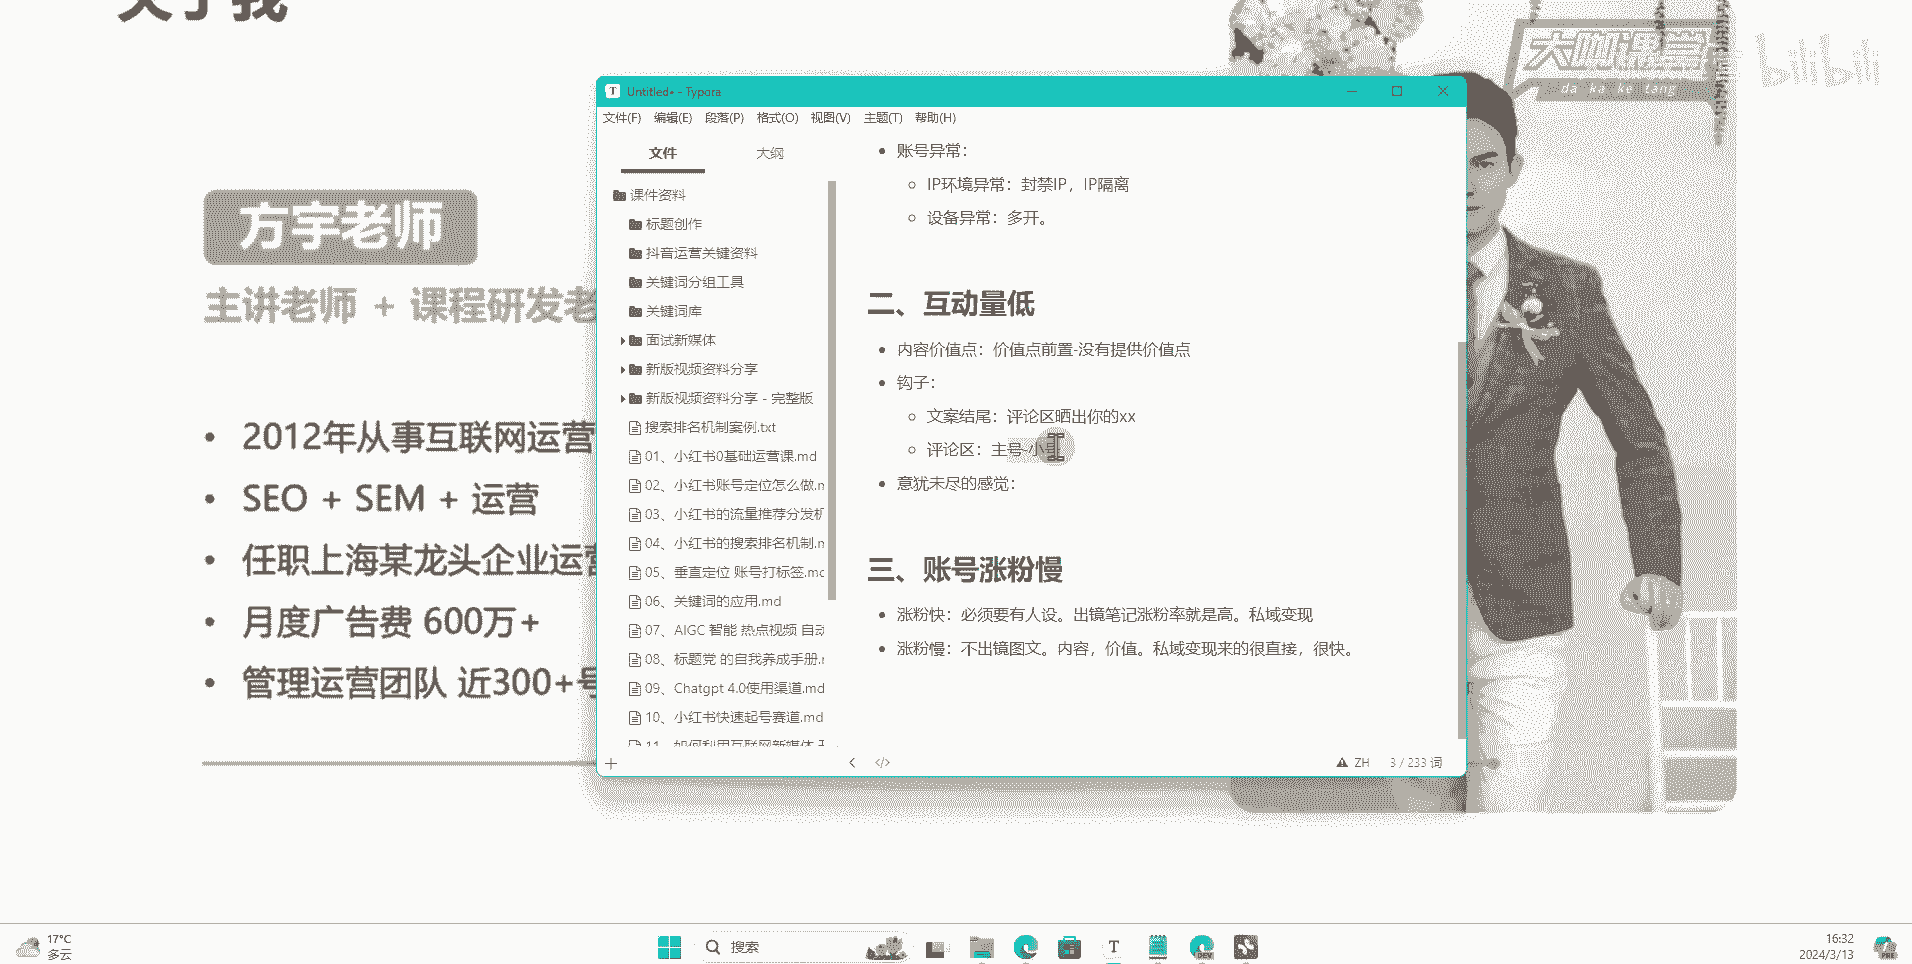 关于我
大咖课堂
da ka ke tang
bilibili
方宇老师
主讲老师 + 课程研发老
2012年从事互联网运营
SEO + SEM + 运营
任职上海某龙头企业运营
月度广告费 600万+
管理运营团队 近300+号
Untitled• - Typora
文件(F) 编辑(E) 段落(P) 格式(O) 视图(V) 主题(T) 帮助(H)
文件 大纲
课件资料
标题创作
抖音运营关键资料
关键词分组工具
关键词库
面试新媒体
新版视频资料分享
新版视频资料分享 - 完整版
搜索排名机制案例.txt
01、小红书0基础运营课.md
02、小红书账号定位怎么做.m
03、小红书的流量推荐分发机
04、小红书的搜索排名机制.m
05、垂直定位 账号打标签.md
06、关键词的应用.md
07、AIGC 智能 热点视频 自动
08、标题党 的自我养成手册.m
09、Chatgpt 4.0使用渠道.md
10、小红书快速起号赛道.md
11、如何利用互联网新媒体
账号异常：
IP环境异常：封禁IP，IP隔离
设备异常：多开。
二、互动量低
内容价值点：价值点前置-没有提供价值点
钩子：
文案结尾：评论区晒出你的xx
评论区：主号-小号
意犹未尽的感觉：
三、账号涨粉慢
涨粉快：必须要有人设。出镜笔记涨粉率就是高。私域变现
涨粉慢：不出镜图文。内容，价值。私域变现来的很直接，很快。
ZH 3 / 233 词
17°C
多云
搜索
DEV
16:32
2024/3/13
PRE